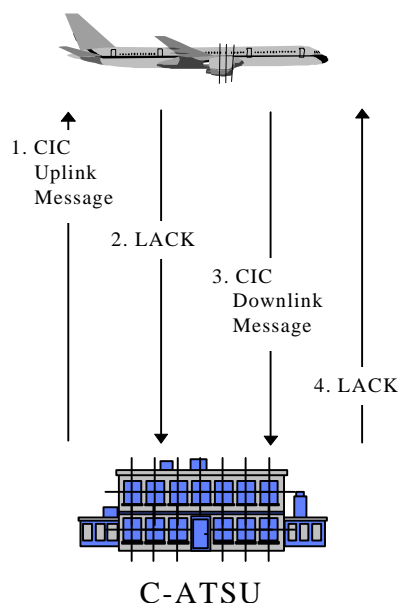 1. CIC
Uplink
Message
2. LACK
3. CIC
Downlink
Message
4. LACK
C-ATSU